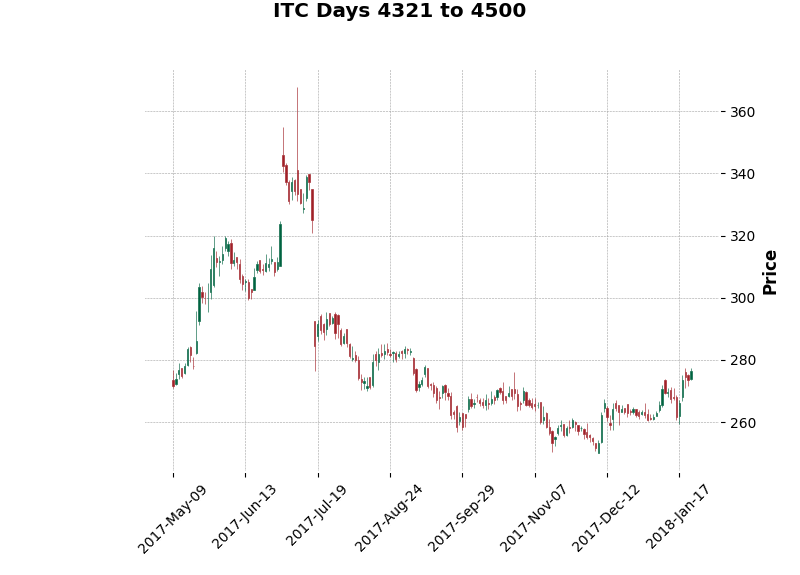 ITC Days 4321 to 4500
360
340
320
300
280
260
Price
2017-May-09
2017-Jun-13
2017-Jul-19
2017-Aug-24
2017-Sep-29
2017-Nov-07
2017-Dec-12
2018-Jan-17